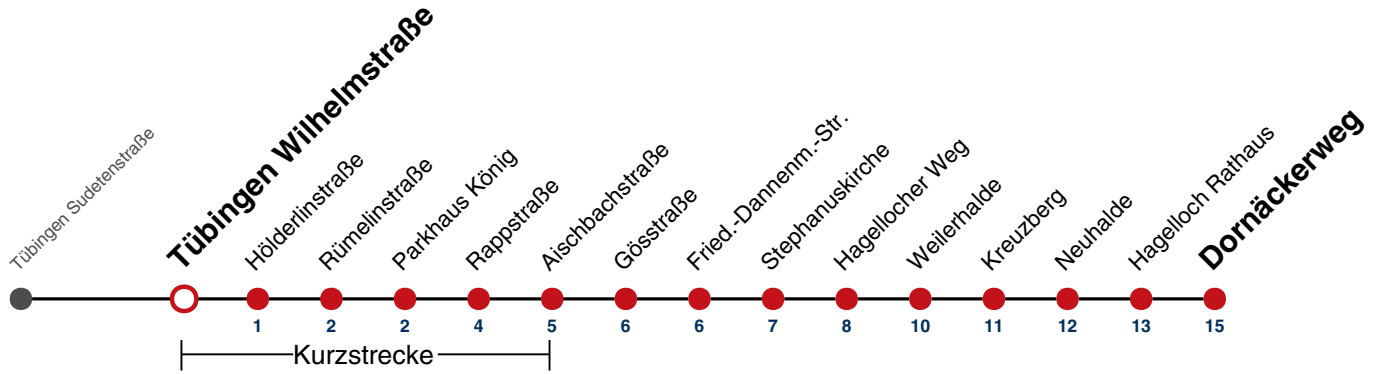 Tübingen Sudetenstraße
Tübingen Wilhelmstraße
Hölderlinstraße
Rümelinstraße
Parkhaus König
Rappstraße
Aischbachstraße
Gösstraße
Fried.-Dannenm.-Str.
Stephanuskirche
Hagellocher Weg
Weilerhalde
Kreuzberg
Neuhalde
Hagelloch Rathaus
Dornäckerweg
1 2 2 4 5 6 6 7 8 10 11 12 13 15
Kurzstrecke